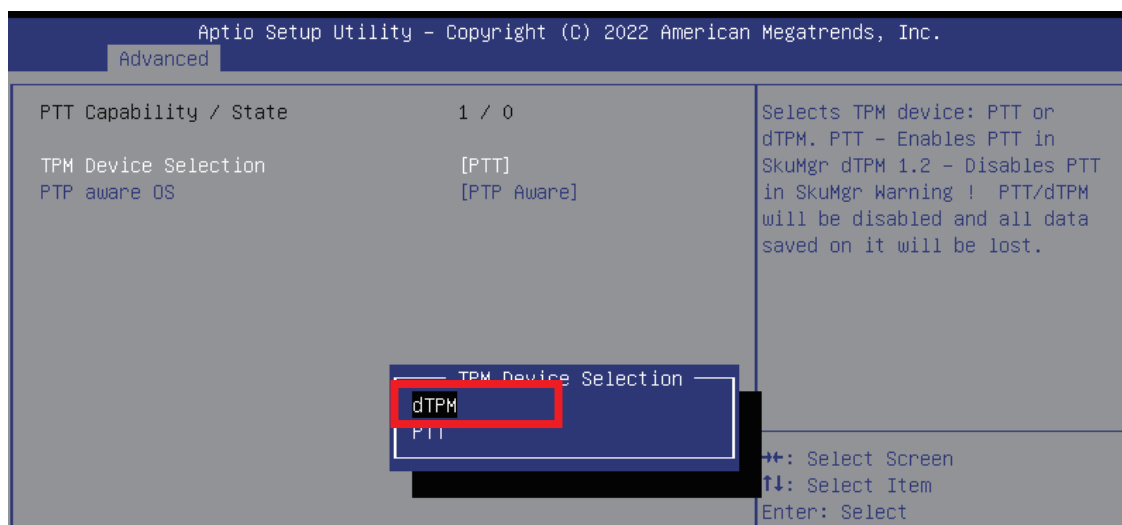 Aptio Setup Utility – Copyright (C) 2022 American Megatrends, Inc.
Advanced
PTT Capability / State 1 / 0
TPM Device Selection [PTT]
PTP aware OS [PTP Aware]
Selects TPM device: PTT or
dTPM. PTT – Enables PTT in
SkuMgr dTPM 1.2 – Disables PTT
in SkuMgr Warning ! PTT/dTPM
will be disabled and all data
saved on it will be lost.
TPM Device Selection
dTPM
PTT
→←: Select Screen
↑↓: Select Item
Enter: Select